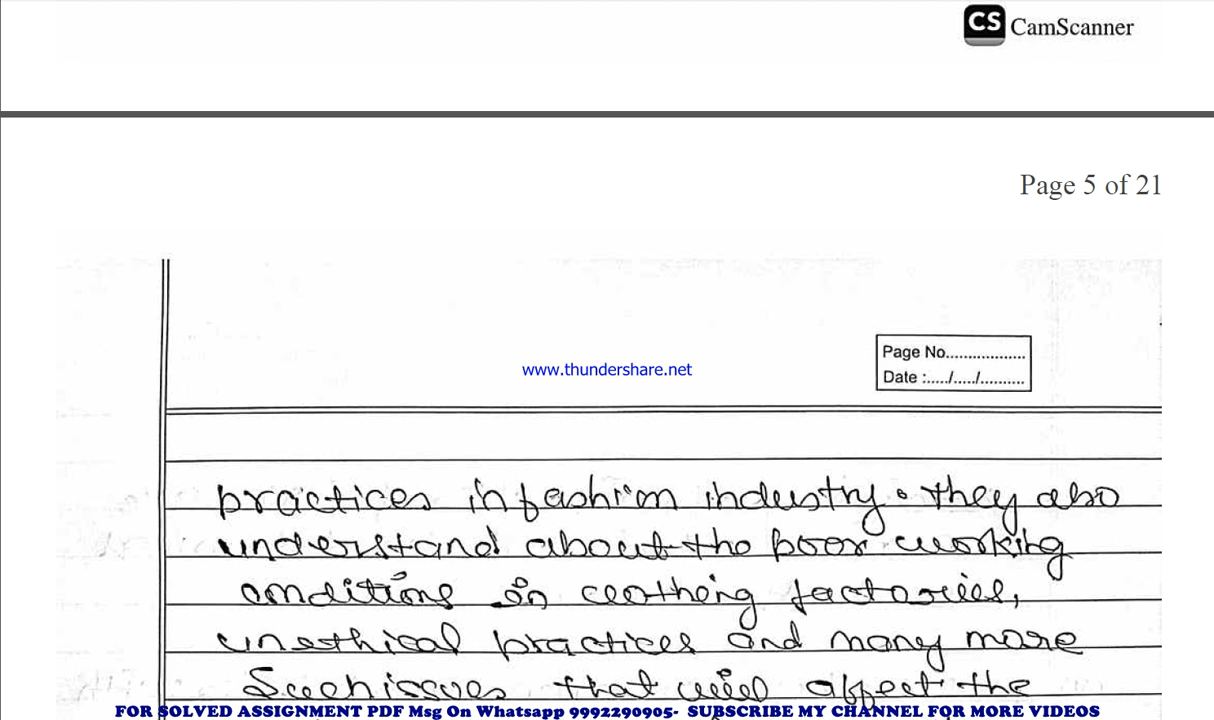 CS CamScanner
Page 5 of 21
www.thundershare.net
Page No..................
Date :...../...../...........
practices in fashion industry. they also
understand about the poor working
conditions in clotheing factories,
unethical practices and many more
Such issues that will affect the
FOR SOLVED ASSIGNMENT PDF Msg On Whatsapp 9992290905- SUBSCRIBE MY CHANNEL FOR MORE VIDEOS